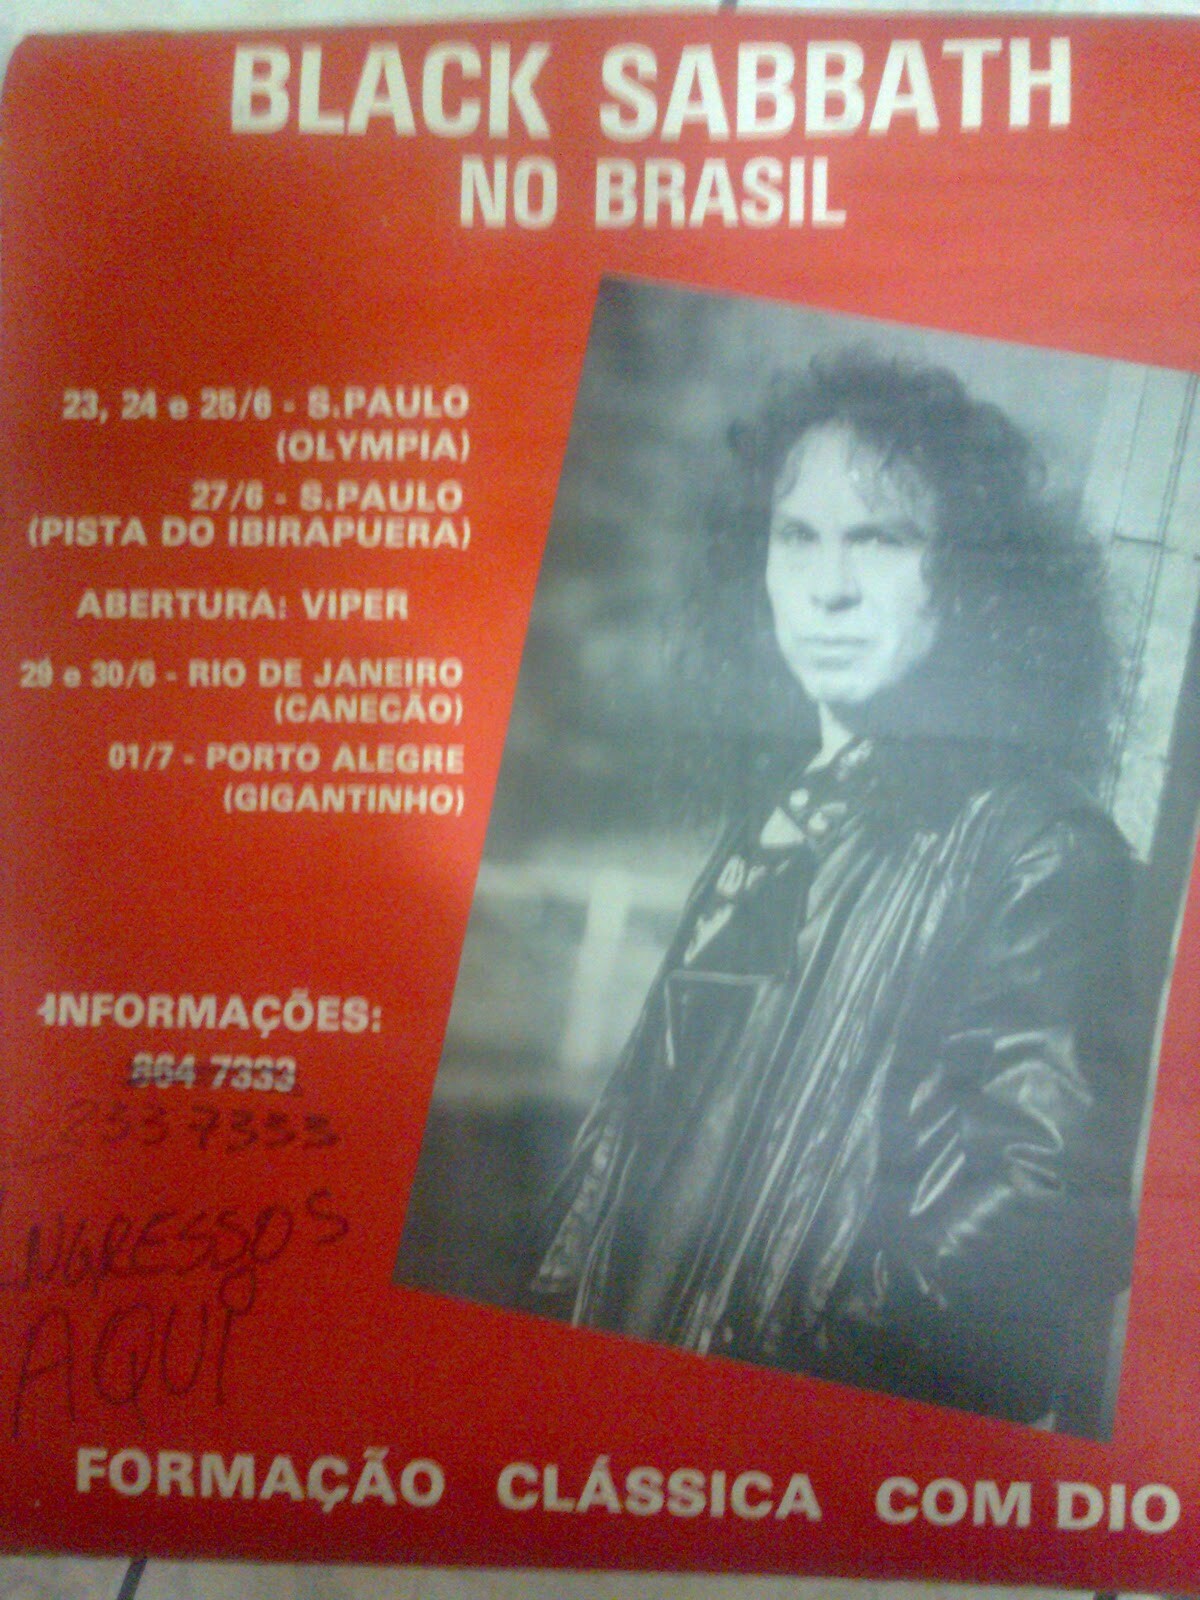 BLACK SABBATH
NO BRASIL
23, 24 e 25/6 - S.PAULO
(OLYMPIA)
27/6 - S.PAULO
(PISTA DO IBIRAPUERA)
ABERTURA: VIPER
29 e 30/6 - RIO DE JANEIRO
(CANECÃO)
01/7 - PORTO ALEGRE
(GIGANTINHO)
INFORMAÇÕES:
864 7333
253 7353
INGRESSOS
AQUI
FORMAÇÃO CLÁSSICA COM DIO